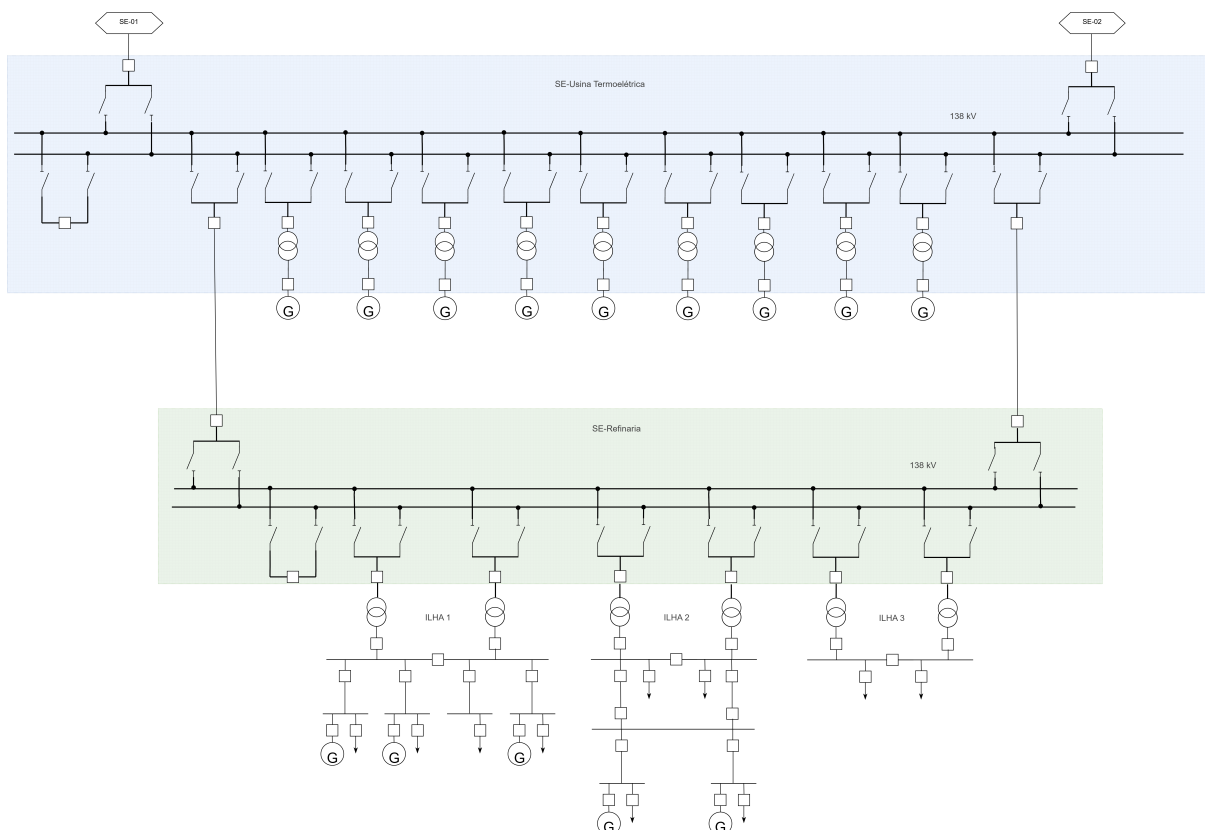 SE-01
SE-02
SE-Usina Termoelétrica
138 kV
G G G G G G G G G
SE-Refinaria
138 kV
ILHA 1
ILHA 2
ILHA 3
G G G
G G